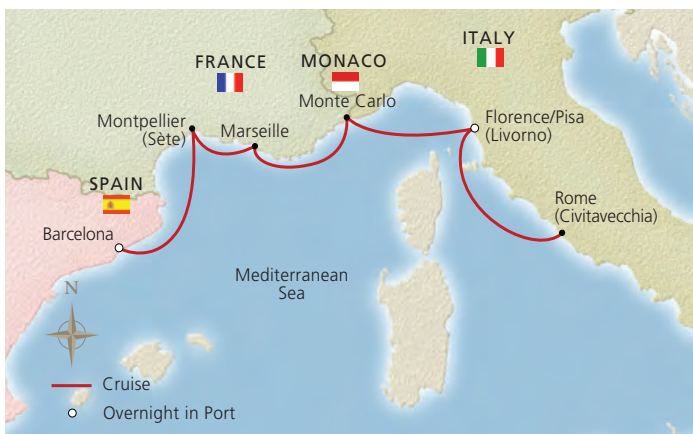 FRANCE
MONACO
ITALY
Monte Carlo
Montpellier
(Sète)
Marseille
Florence/Pisa
(Livorno)
SPAIN
Rome
(Civitavecchia)
Barcelona
Mediterranean
Sea
N
Cruise
Overnight in Port